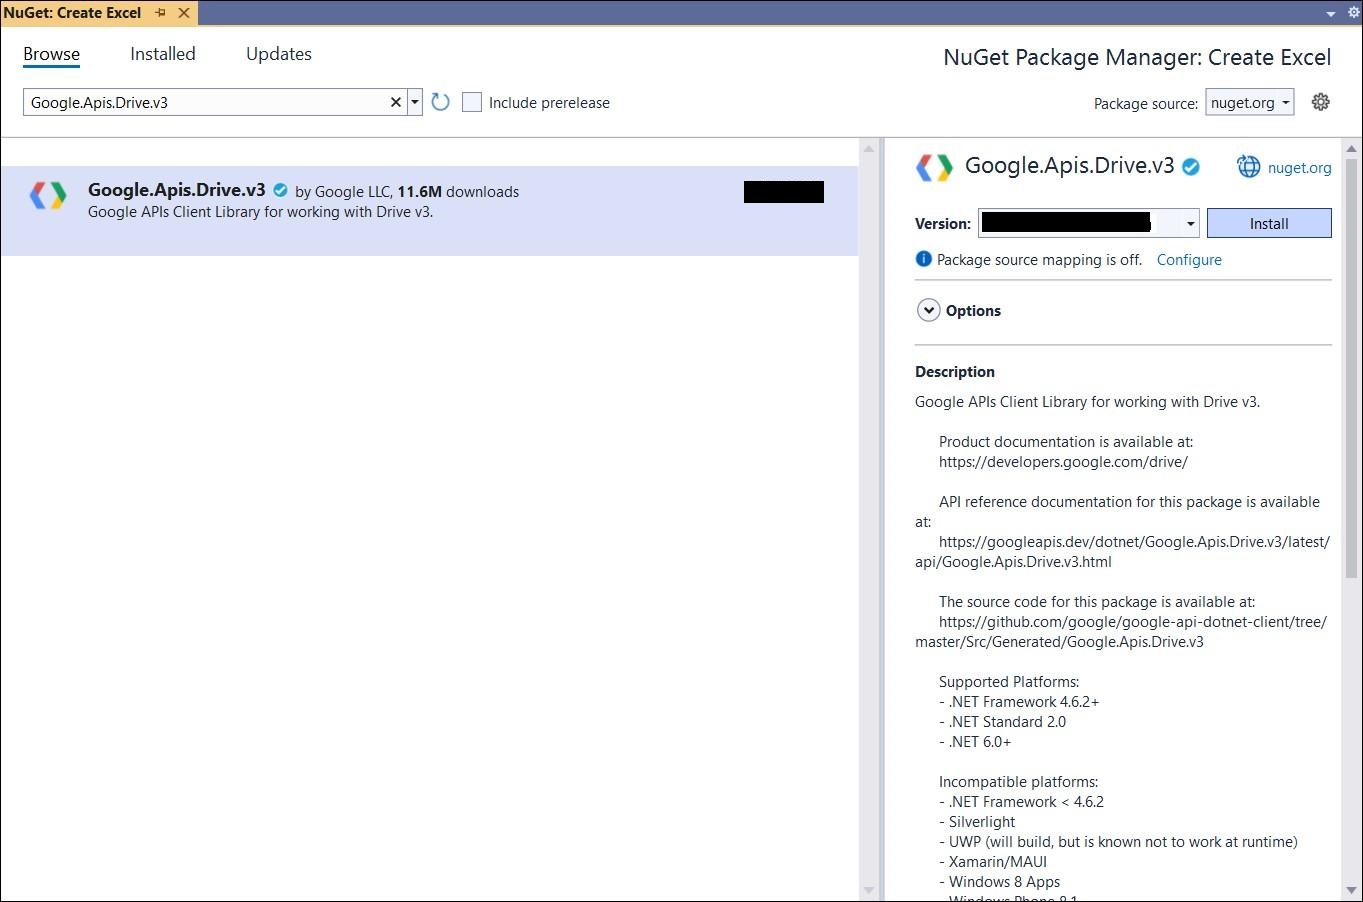 NuGet: Create Excel
Browse
Installed
Updates
NuGet Package Manager: Create Excel
Google.Apis.Drive.v3
Include prerelease
Package source: nuget.org
Google.Apis.Drive.v3 by Google LLC, 11.6M downloads
Google APIs Client Library for working with Drive v3.
Google.Apis.Drive.v3
nuget.org
Version:
Install
Package source mapping is off. Configure
Options
Description
Google APIs Client Library for working with Drive v3.
Product documentation is available at:
https://developers.google.com/drive/
API reference documentation for this package is available
at:
https://googleapis.dev/dotnet/Google.Apis.Drive.v3/latest/
api/Google.Apis.Drive.v3.html
The source code for this package is available at:
https://github.com/google/google-api-dotnet-client/tree/
master/Src/Generated/Google.Apis.Drive.v3
Supported Platforms:
- .NET Framework 4.6.2+
- .NET Standard 2.0
- .NET 6.0+
Incompatible platforms:
- .NET Framework < 4.6.2
- Silverlight
- UWP (will build, but is known not to work at runtime)
- Xamarin/MAUI
- Windows 8 Apps
- Windows Phone 8.1